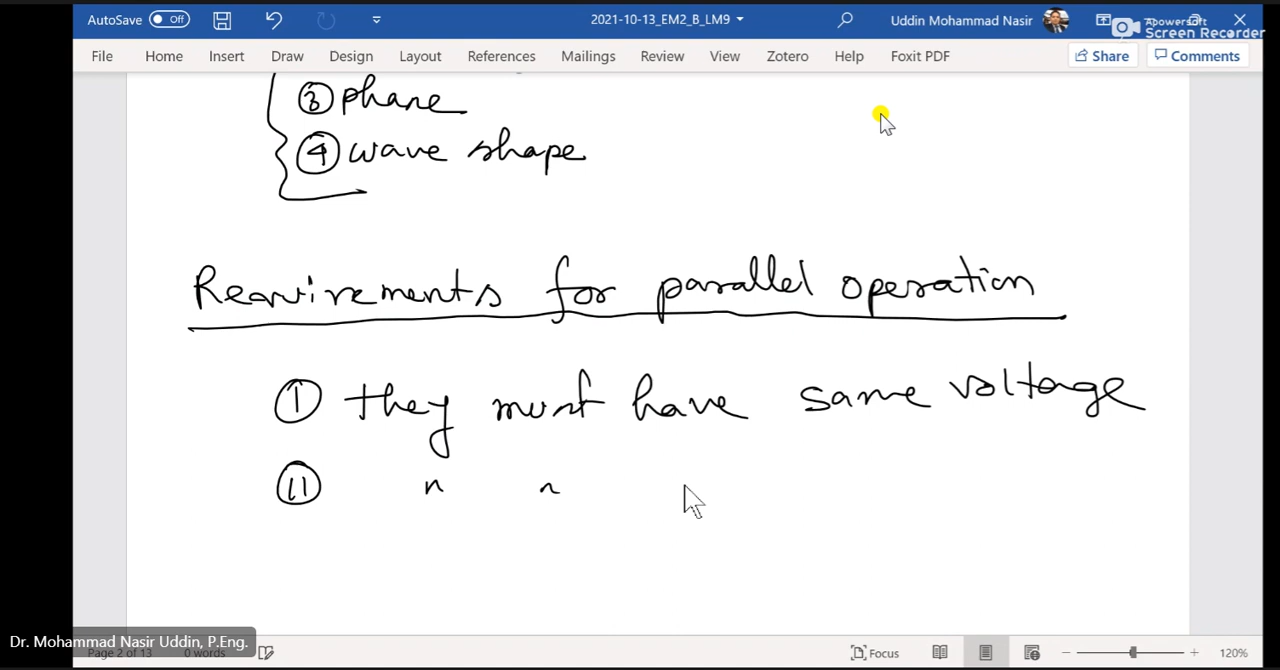 AutoSave Off 2021-10-13_EM2_B_LM9 Uddin Mohammad Nasir
Apowersoft
Screen Recorder
File Home Insert Draw Design Layout References Mailings Review View Zotero Help Foxit PDF Share Comments
③ phase
④ wave shape
Requirements for parallel operation
Ⓘ they must have same voltage
ⓘⓘ " "
Dr. Mohammad Nasir Uddin, P.Eng.
Page 2 of 13 0 words Focus 120%